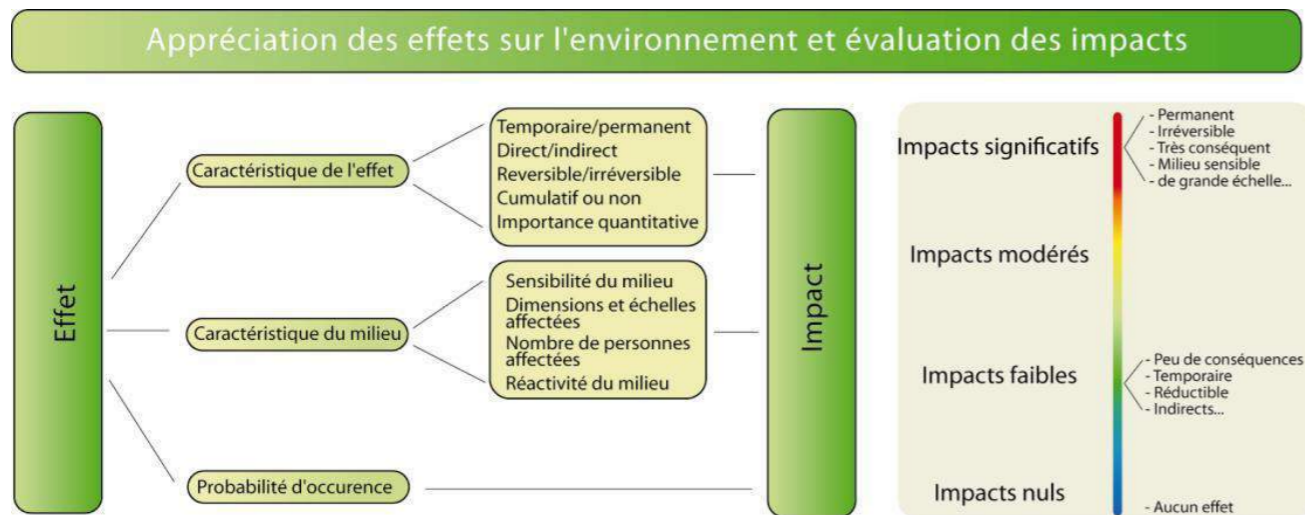 Appréciation des effets sur l'environnement et évaluation des impacts
Effet
Caractéristique de l'effet
Temporaire/permanent
Direct/indirect
Reversible/irréversible
Cumulatif ou non
Importance quantitative
Caractéristique du milieu
Sensibilité du milieu
Dimensions et échelles
affectées
Nombre de personnes
affectées
Réactivité du milieu
Probabilité d'occurence
Impact
Impacts significatifs
- Permanent
- Irréversible
- Très conséquent
- Milieu sensible
- de grande échelle...
Impacts modérés
Impacts faibles
- Peu de conséquences
- Temporaire
- Réductible
- Indirects...
Impacts nuls
- Aucun effet